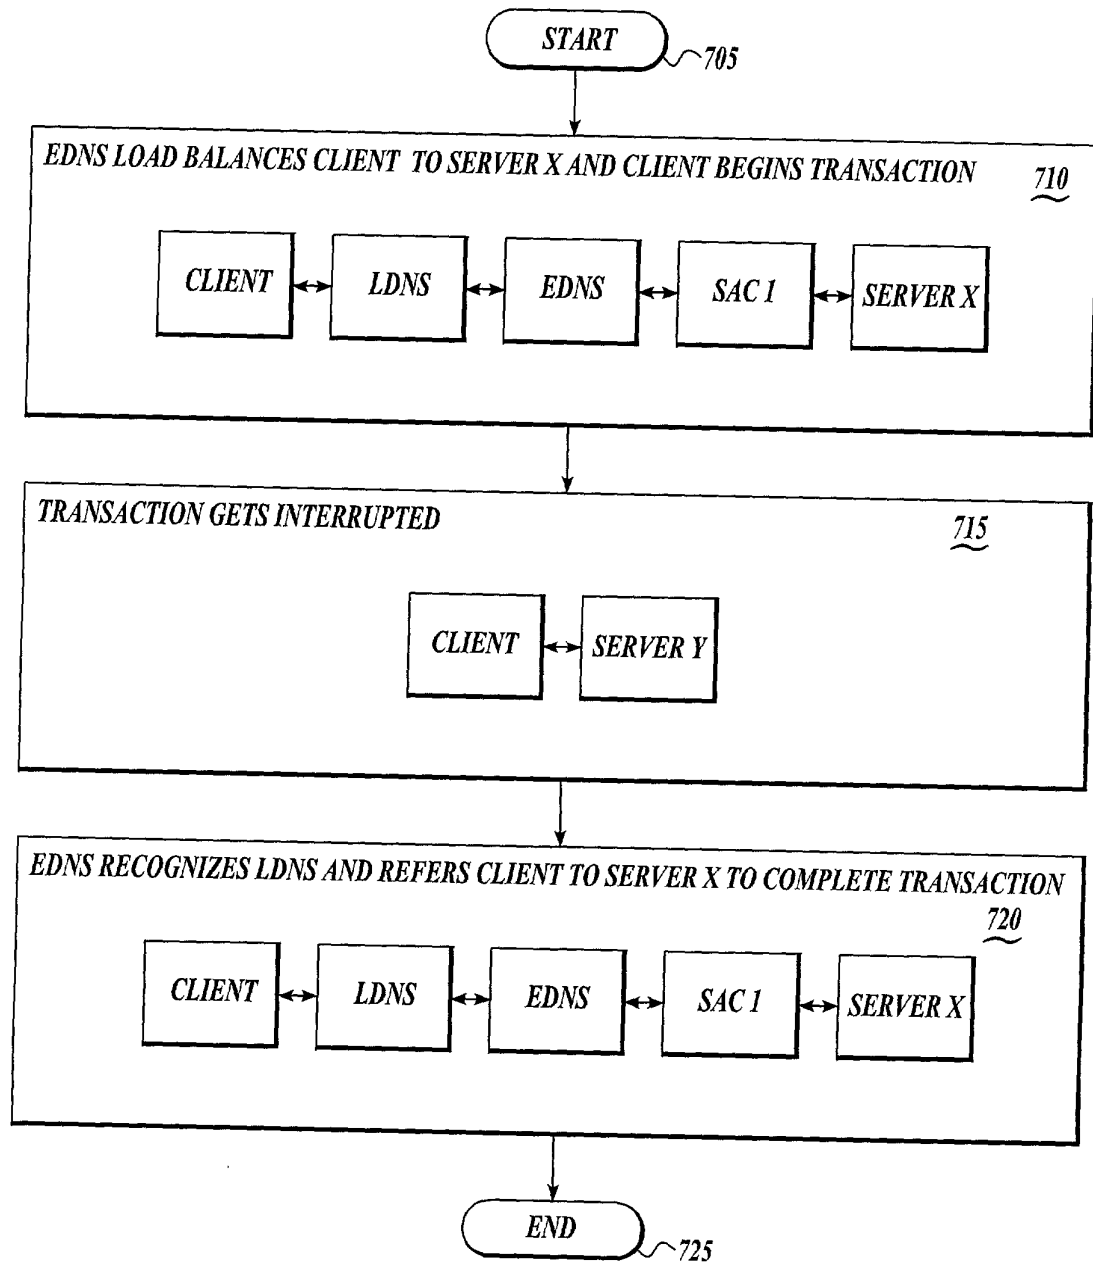 START
705
EDNS LOAD BALANCES CLIENT TO SERVER X AND CLIENT BEGINS TRANSACTION
710
CLIENT
LDNS
EDNS
SAC 1
SERVER X
TRANSACTION GETS INTERRUPTED
715
CLIENT
SERVER Y
EDNS RECOGNIZES LDNS AND REFERS CLIENT TO SERVER X TO COMPLETE TRANSACTION
720
CLIENT
LDNS
EDNS
SAC 1
SERVER X
END
725